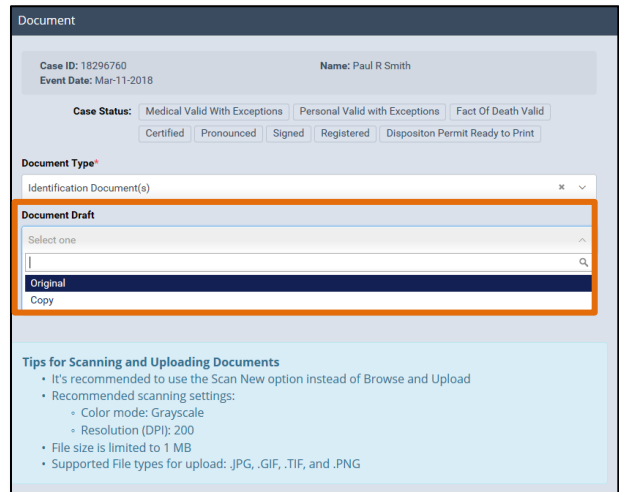 Document
Case ID: 18296760 Name: Paul R Smith
Event Date: Mar-11-2018
Case Status: Medical Valid With Exceptions Personal Valid with Exceptions Fact Of Death Valid
Certified Pronounced Signed Registered Dispositon Permit Ready to Print
Document Type*
Identification Document(s)
Document Draft
Select one
Original
Copy
Tips for Scanning and Uploading Documents
• It's recommended to use the Scan New option instead of Browse and Upload
• Recommended scanning settings:
◦ Color mode: Grayscale
◦ Resolution (DPI): 200
• File size is limited to 1 MB
• Supported File types for upload: .JPG, .GIF, .TIF, and .PNG